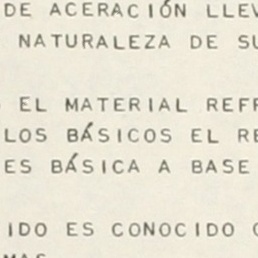 DE ACERACIÓN LLEV
NATURALEZA DE SU
EL MATERIAL REFR
LOS BÁSICOS EL RE
ES BÁSICA A BASE
IDO ES CONOCIDO